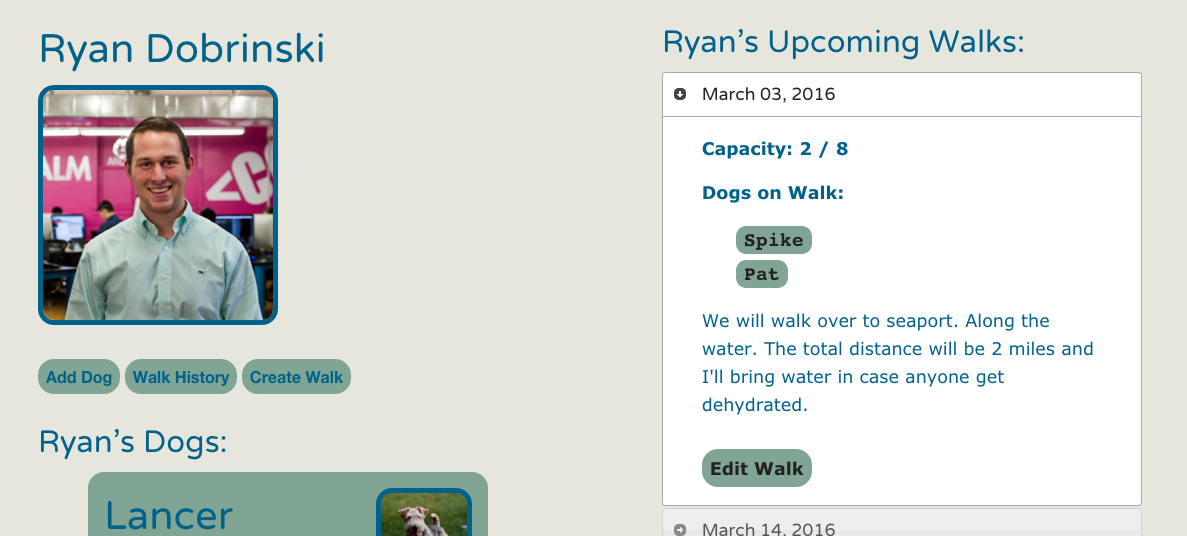 Ryan Dobrinski
ALM
<C
Add Dog
Walk History
Create Walk
Ryan's Dogs:
Lancer
Ryan's Upcoming Walks:
March 03, 2016
Capacity: 2 / 8
Dogs on Walk:
Spike
Pat
We will walk over to seaport. Along the
water. The total distance will be 2 miles and
I'll bring water in case anyone get
dehydrated.
Edit Walk
March 14, 2016